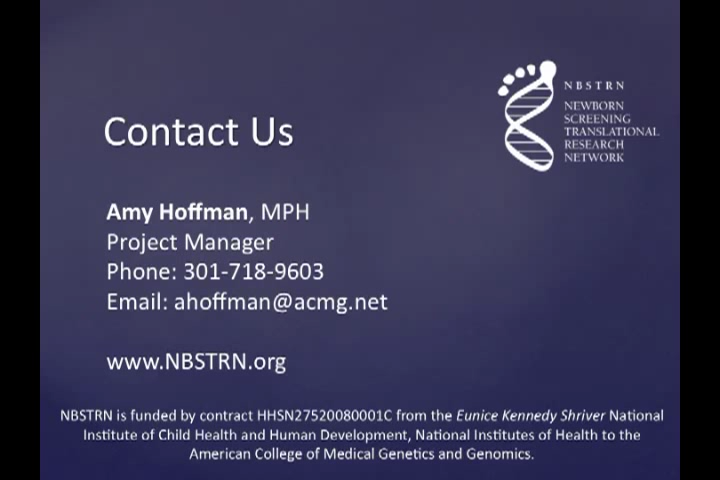 NBSTRN
NEWBORN
SCREENING
TRANSLATIONAL
RESEARCH
NETWORK
Contact Us
Amy Hoffman, MPH
Project Manager
Phone: 301-718-9603
Email: ahoffman@acmg.net
www.NBSTRN.org
NBSTRN is funded by contract HHSN27520080001C from the Eunice Kennedy Shriver National
Institute of Child Health and Human Development, National Institutes of Health to the
American College of Medical Genetics and Genomics.